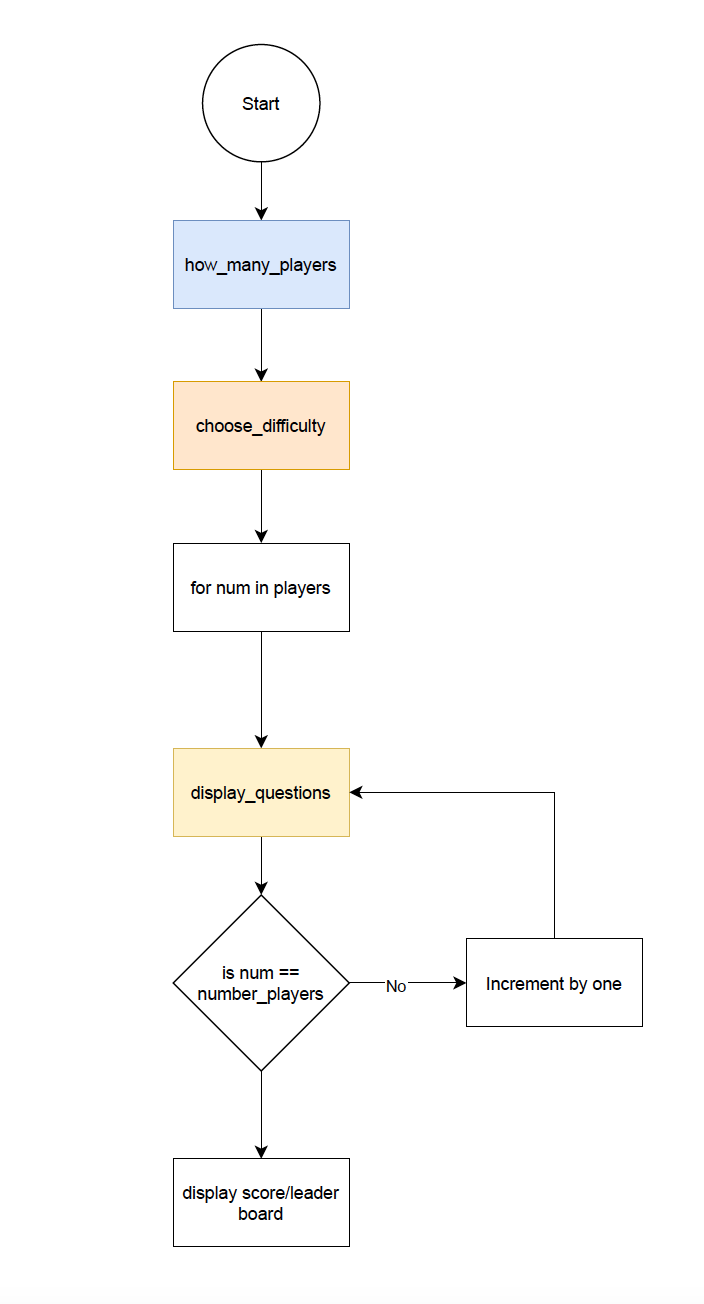 Start
how_many_players
choose_difficulty
for num in players
display_questions
is num ==
number_players
No
Increment by one
display score/leader
board